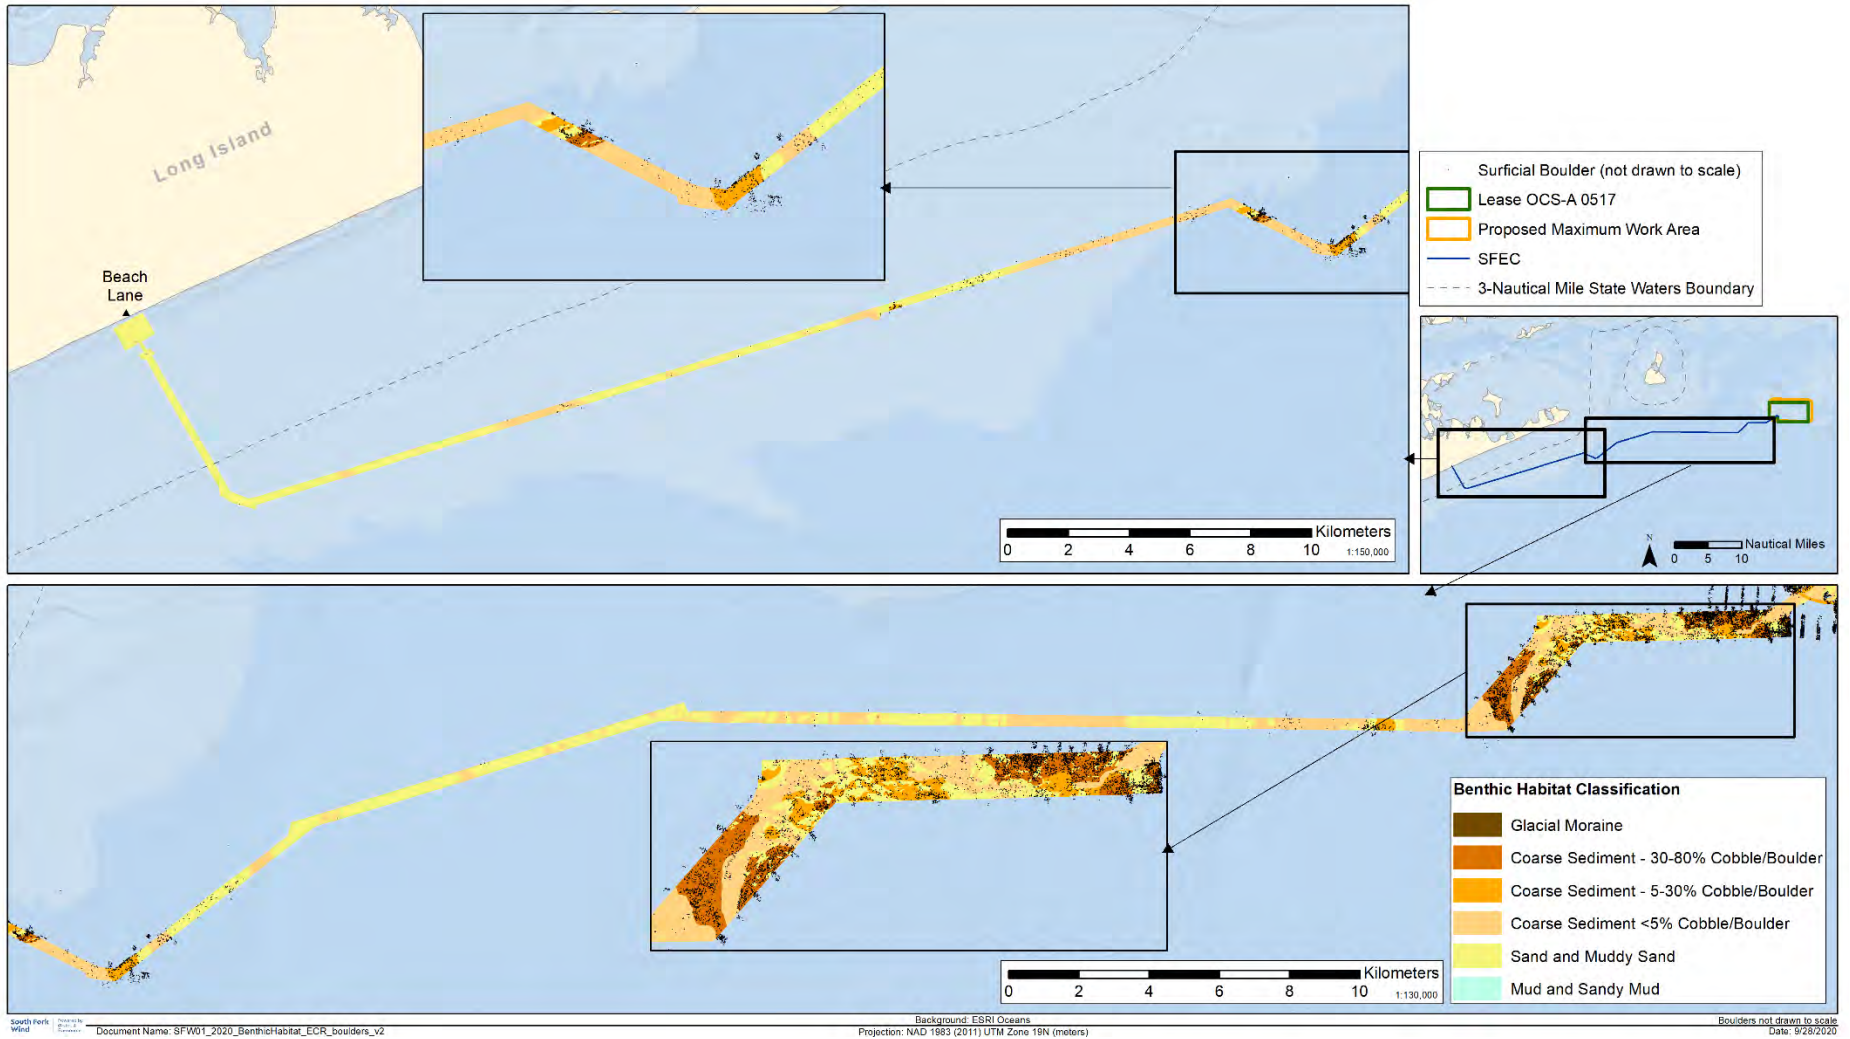 Long Island
Beach
Lane
Kilometers
0 2 4 6 8 10
1:150,000
Surficial Boulder (not drawn to scale)
Lease OCS-A 0517
Proposed Maximum Work Area
SFEC
3-Nautical Mile State Waters Boundary
N
Nautical Miles
0 5 10
Benthic Habitat Classification
Glacial Moraine
Coarse Sediment - 30-80% Cobble/Boulder
Coarse Sediment - 5-30% Cobble/Boulder
Coarse Sediment <5% Cobble/Boulder
Sand and Muddy Sand
Mud and Sandy Mud
Kilometers
0 2 4 6 8 10
1:130,000
South Fork
Wind
Document Name: SFW01_2020_BenthicHabitat_ECR_boulders_v2
Background: ESRI Oceans
Projection: NAD 1983 (2011) UTM Zone 19N (meters)
Boulders not drawn to scale
Date: 9/28/2020